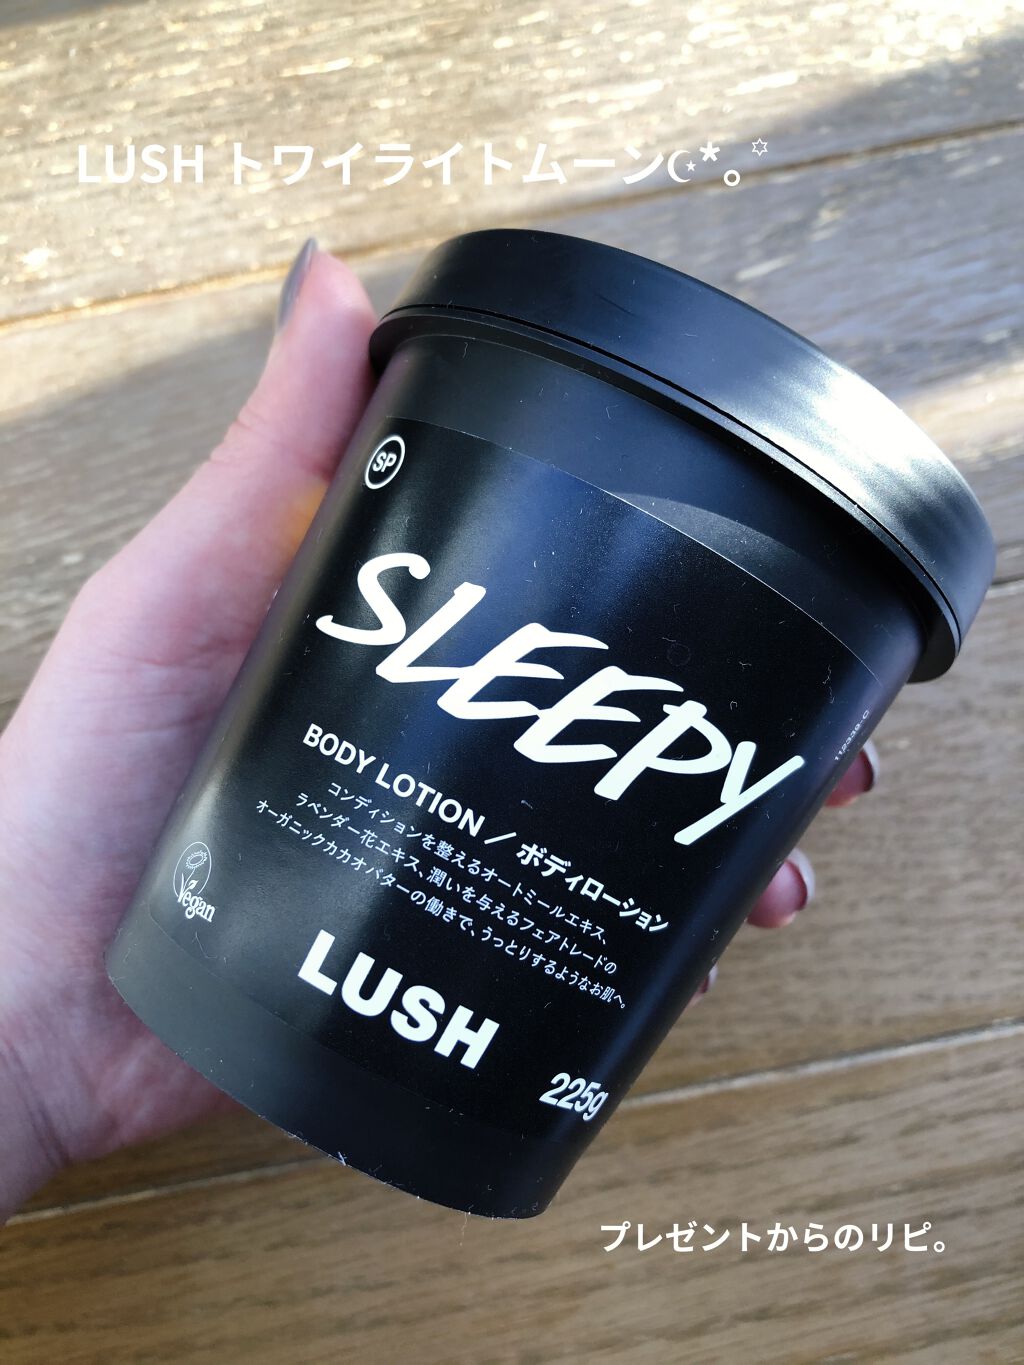 LUSH トワイライトムーン☪*。✡
SP
SLEEPY
BODY LOTION / ボディローション
コンディションを整えるオートミールエキス、
ラベンダー花エキス、潤いを与えるフェアトレードの
オーガニックカカオバターの働きで、うっとりするようなお肌へ。
Vegan
LUSH
225g
プレゼントからのリピ。